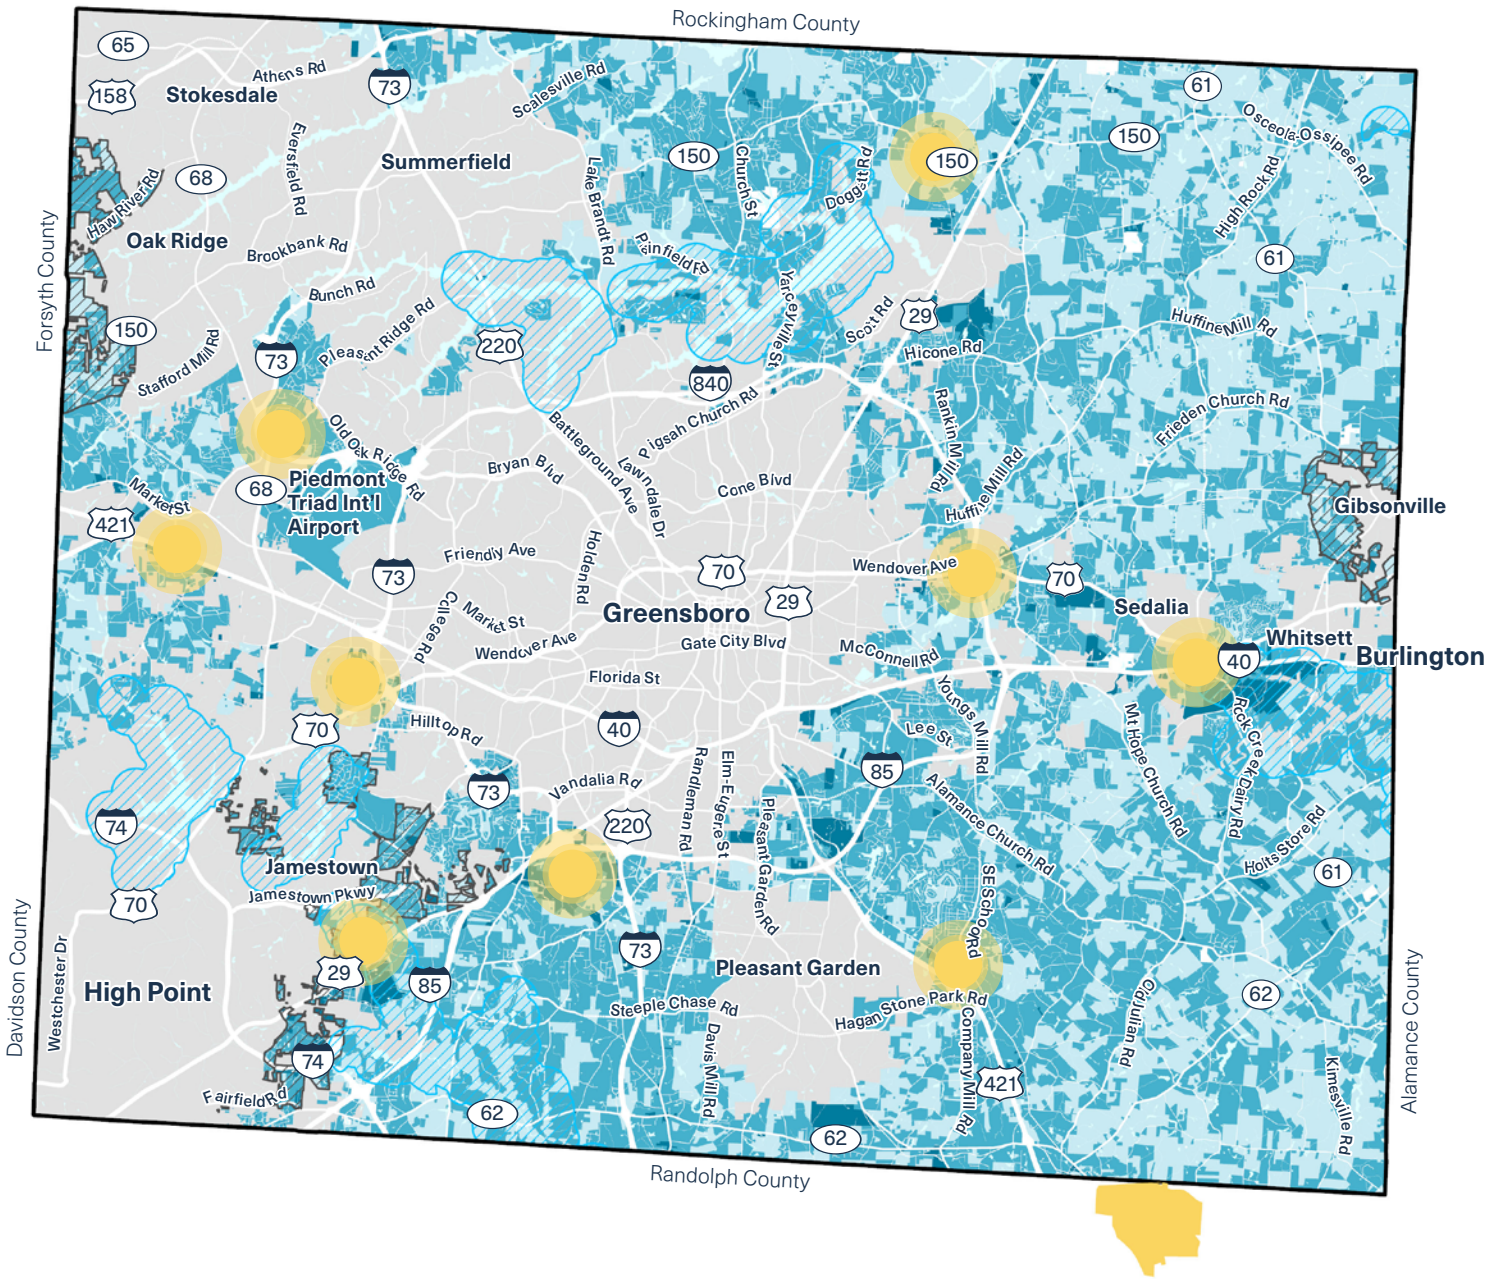 Rockingham County
65
Athens Rd
158
Stokesdale
73
Scalesville Rd
61
Osceola-Ossipee Rd
Eversfield Rd
Summerfield
150
Church St
150
150
68
Haw River Rd
Lake Brandt Rd
Doggett Rd
High Rock Rd
Oak Ridge
Brookbank Rd
Penfield Rd
61
Forsyth County
Bunch Rd
Yanceyville St
Scott Rd
29
Huffine Mill Rd
150
Stafford Mill Rd
73
Pleasant Ridge Rd
220
Hicone Rd
840
Pigsah Church Rd
Rankin Mill Rd
Frieden Church Rd
Old Oak Ridge Rd
Battleground Ave
Lawndale Dr
Bryan Blvd
Cone Blvd
Huffine Mill Rd
Market St
68
Piedmont
Triad Int'l
Airport
Gibsonville
421
Friendly Ave
Holden Rd
73
70
29
Wendover Ave
70
Greensboro
Sedalia
College Rd
Market St
Wendover Ave
Gate City Blvd
McConnell Rd
Whitsett
40
Burlington
Florida St
Youngs Mill Rd
70
Hilltop Rd
40
Lee St
Mt Hope Church Rd
Rock Creek Dairy Rd
73
Vandalia Rd
Randleman Rd
Elm-Eugene St
85
Alamance Church Rd
74
220
Pleasant Garden Rd
Holts Store Rd
Jamestown
61
Jamestown Pkwy
70
SE School Rd
Davidson County
Westchester Dr
High Point
29
85
73
Pleasant Garden
Alamance County
Steeple Chase Rd
Hagan Stone Park Rd
Old Julian Rd
62
74
Davis Mill Rd
Company Mill Rd
421
Kimesville Rd
Fairfield Rd
62
62
Randolph County